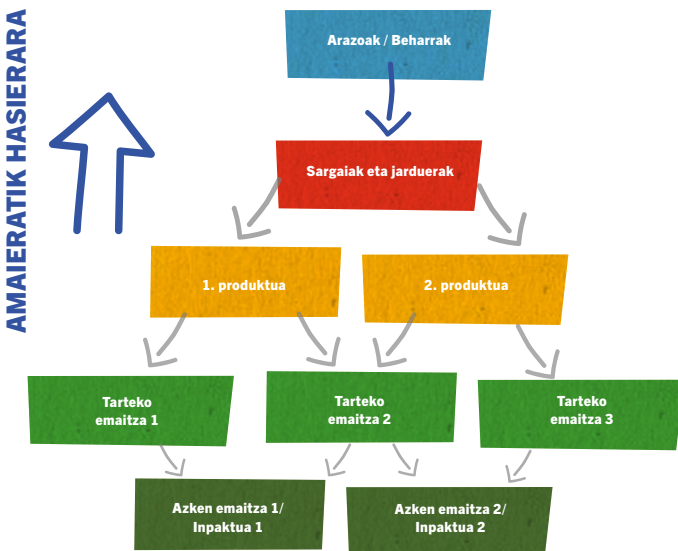 AMAIERATIK HASIERARA
Arazoak / Beharrak
Sargaiak eta jarduerak
1. produktua
2. produktua
Tarteko
emaitza 1
Tarteko
emaitza 2
Tarteko
emaitza 3
Azken emaitza 1/
Inpaktua 1
Azken emaitza 2/
Inpaktua 2